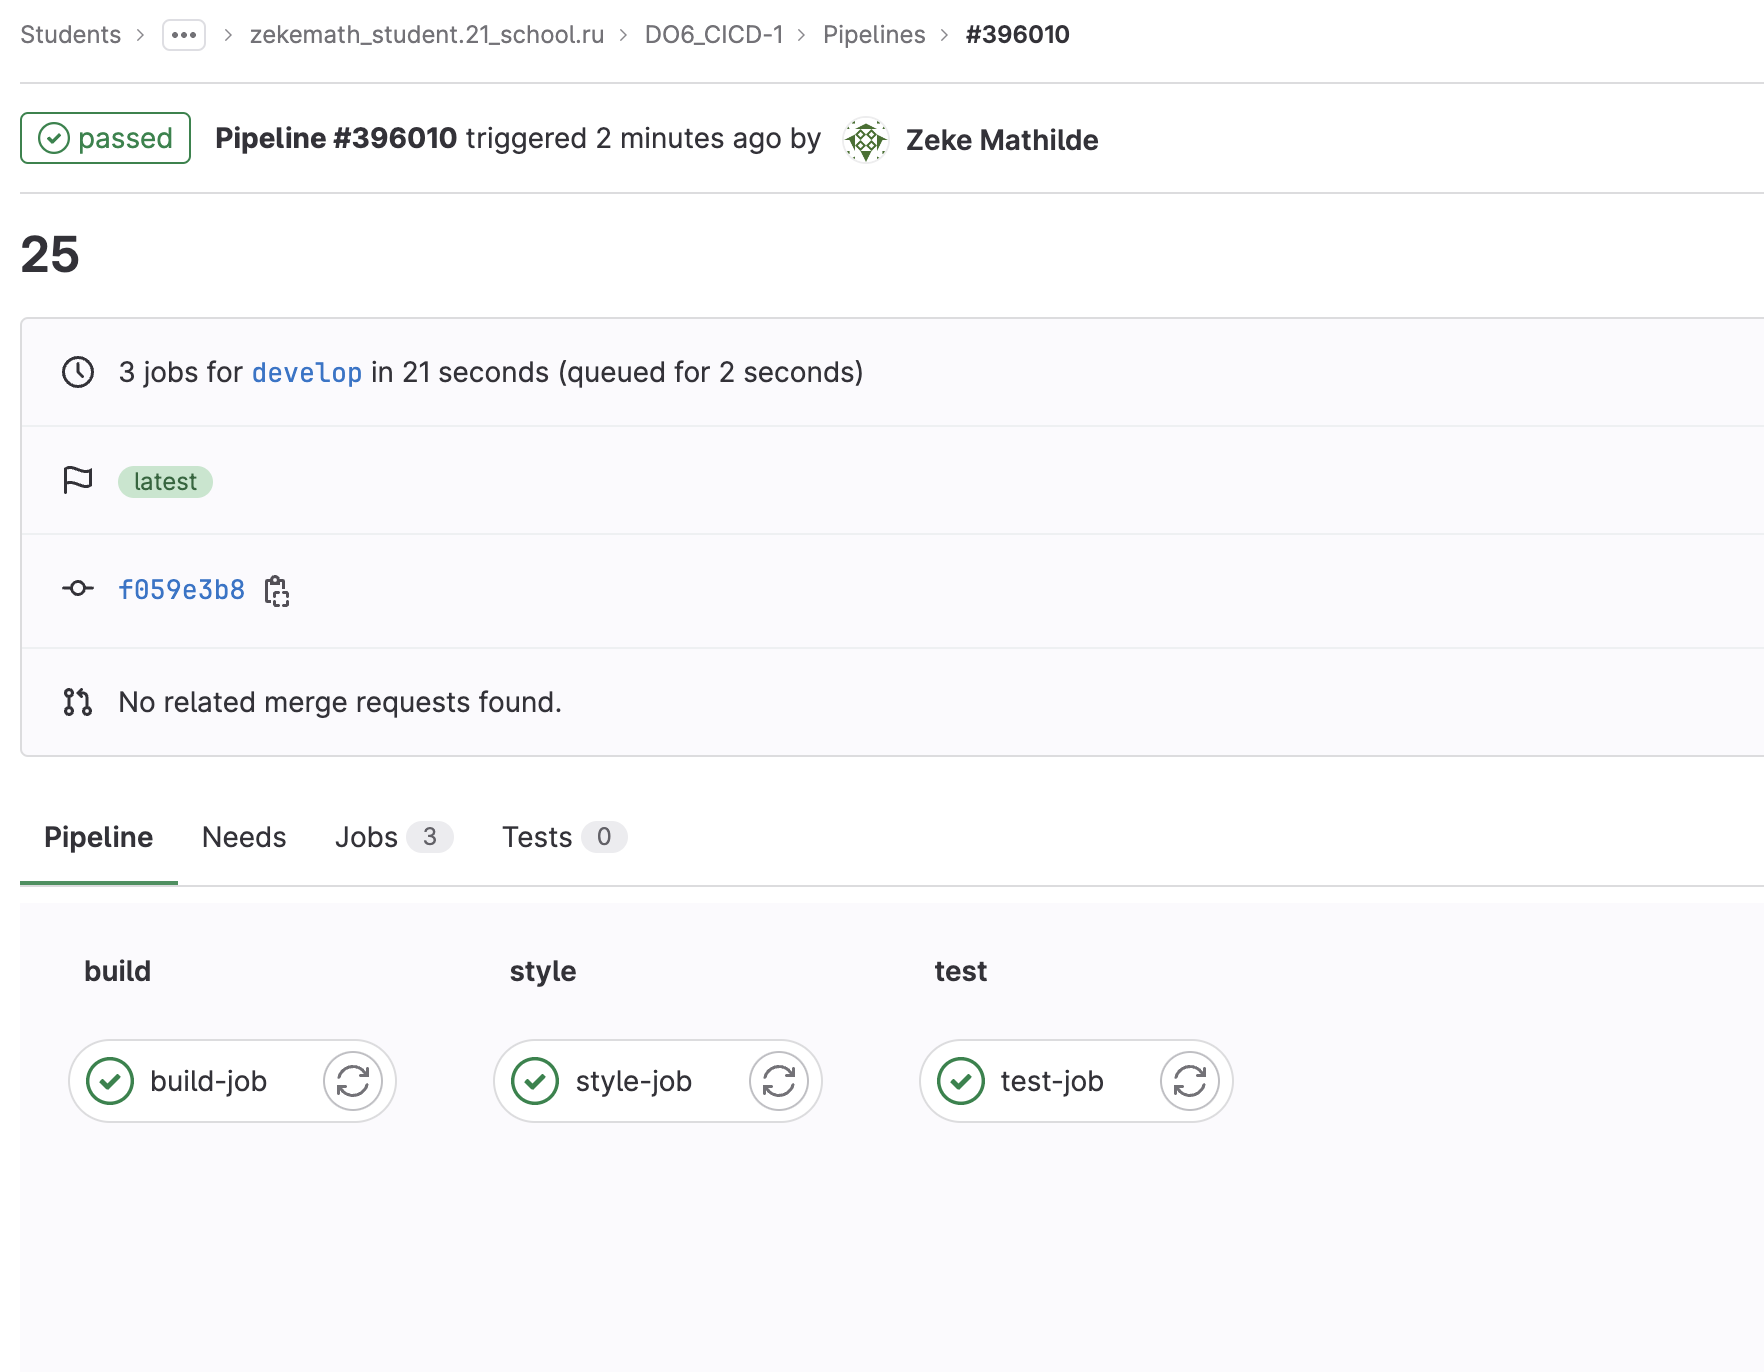 Students > ... > zekemath_student.21_school.ru > DO6_CICD-1 > Pipelines > #396010
passed Pipeline #396010 triggered 2 minutes ago by Zeke Mathilde
25
3 jobs for develop in 21 seconds (queued for 2 seconds)
latest
f059e3b8
No related merge requests found.
Pipeline Needs Jobs 3 Tests 0
build style test
build-job style-job test-job